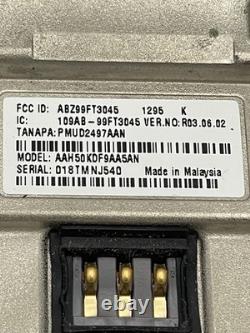 FCC ID: ABZ99FT3045 1295 K
IC: 109AB-99FT3045 VER.NO:R03.06.02
TANAPA: PMUD2497AAN
MODEL: AAH50KDF9AA5AN
SERIAL: 018TMNJ540 Made in Malaysia